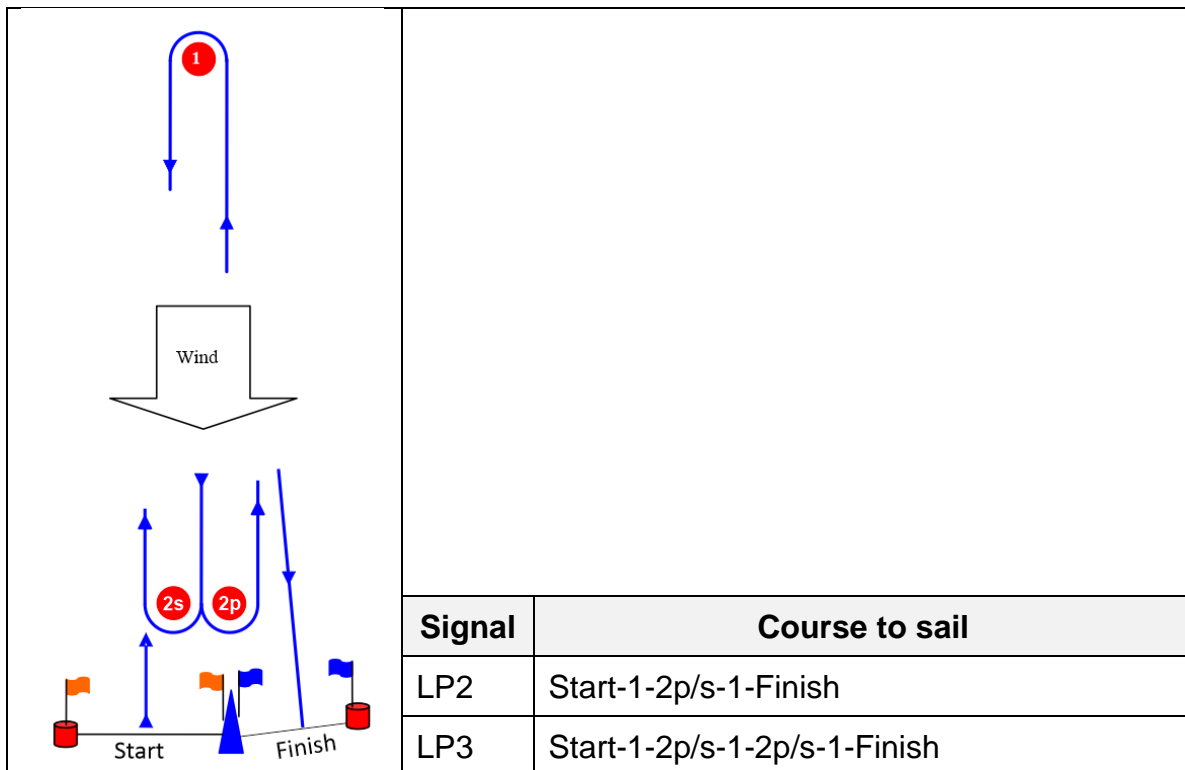 1
Wind
2s 2p
Start Finish
Signal Course to sail
LP2 Start-1-2p/s-1-Finish
LP3 Start-1-2p/s-1-2p/s-1-Finish